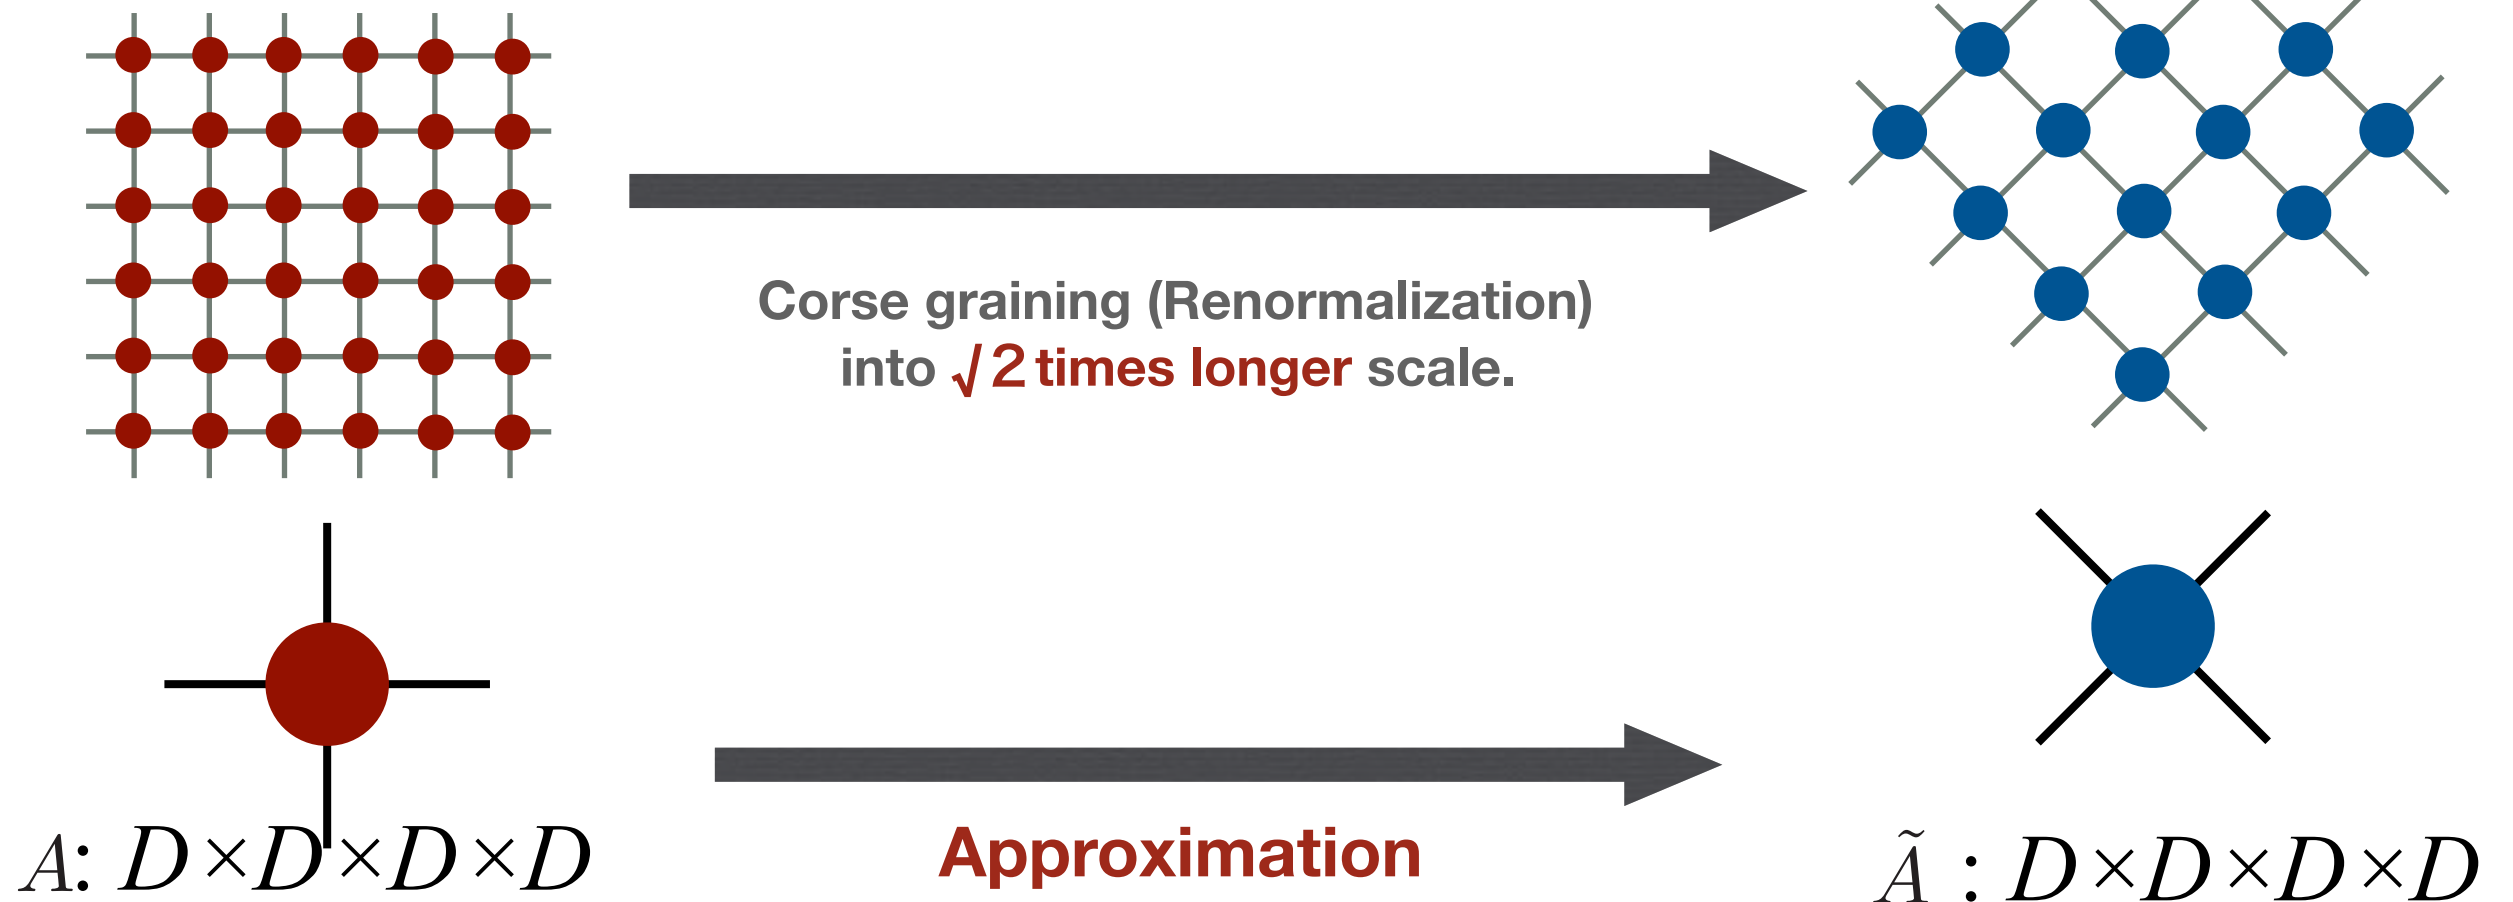 Corse graining (Renormalization)
into √2 times longer scale.
A : D × D × D × D
Approximation
Ã : D × D × D × D